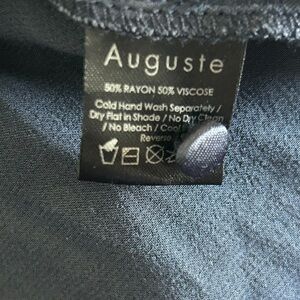 Auguste
50% RAYON 50% VISCOSE
Cold Hand Wash Separately /
Dry Flat in Shade / No Dry Clean
/ No Bleach / Cool
Reverse